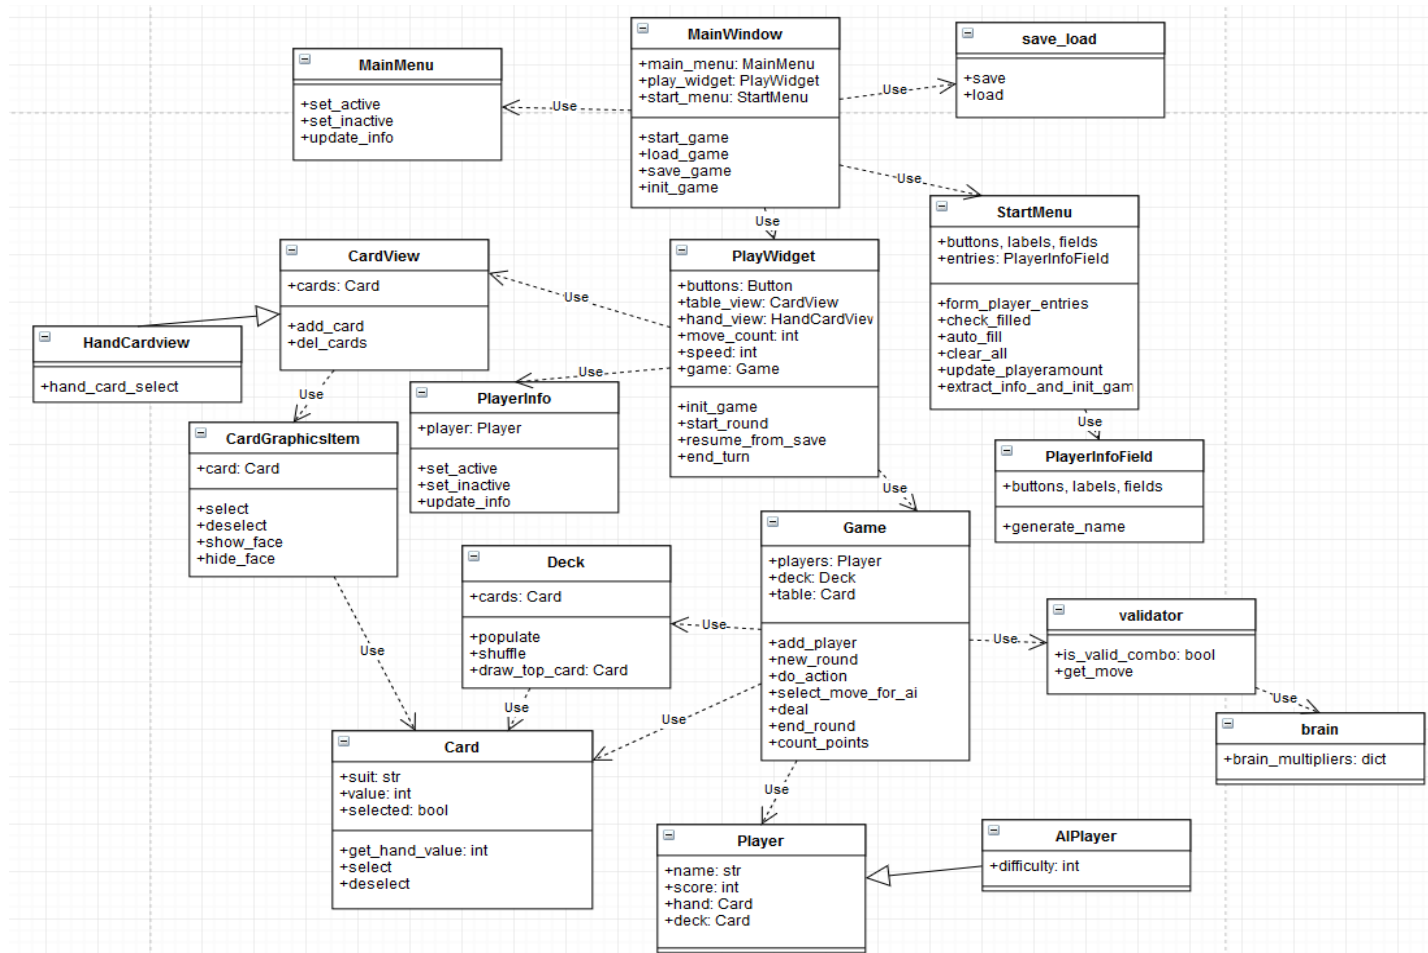 MainWindow
+main_menu: MainMenu
+play_widget: PlayWidget
+start_menu: StartMenu
+start_game
+load_game
+save_game
+init_game
save_load
+save
+load
MainMenu
+set_active
+set_inactive
+update_info
Use
Use
Use
Use
StartMenu
+buttons, labels, fields
+entries: PlayerInfoField
+form_player_entries
+check_filled
+auto_fill
+clear_all
+update_playeramount
+extract_info_and_init_gam
CardView
+cards: Card
+add_card
+del_cards
PlayWidget
+buttons: Button
+table_view: CardView
+hand_view: HandCardView
+move_count: int
+speed: int
+game: Game
+init_game
+start_round
+resume_from_save
+end_turn
Use
Use
HandCardview
+hand_card_select
Use
PlayerInfo
+player: Player
+set_active
+set_inactive
+update_info
Use
PlayerInfoField
+buttons, labels, fields
+generate_name
CardGraphicsItem
+card: Card
+select
+deselect
+show_face
+hide_face
Use
Game
+players: Player
+deck: Deck
+table: Card
+add_player
+new_round
+do_action
+select_move_for_ai
+deal
+end_round
+count_points
Deck
+cards: Card
+populate
+shuffle
+draw_top_card: Card
Use
Use
validator
+is_valid_combo: bool
+get_move
Use
Use
Use
Use
brain
+brain_multipliers: dict
Card
+suit: str
+value: int
+selected: bool
+get_hand_value: int
+select
+deselect
Use
Player
+name: str
+score: int
+hand: Card
+deck: Card
AIPlayer
+difficulty: int